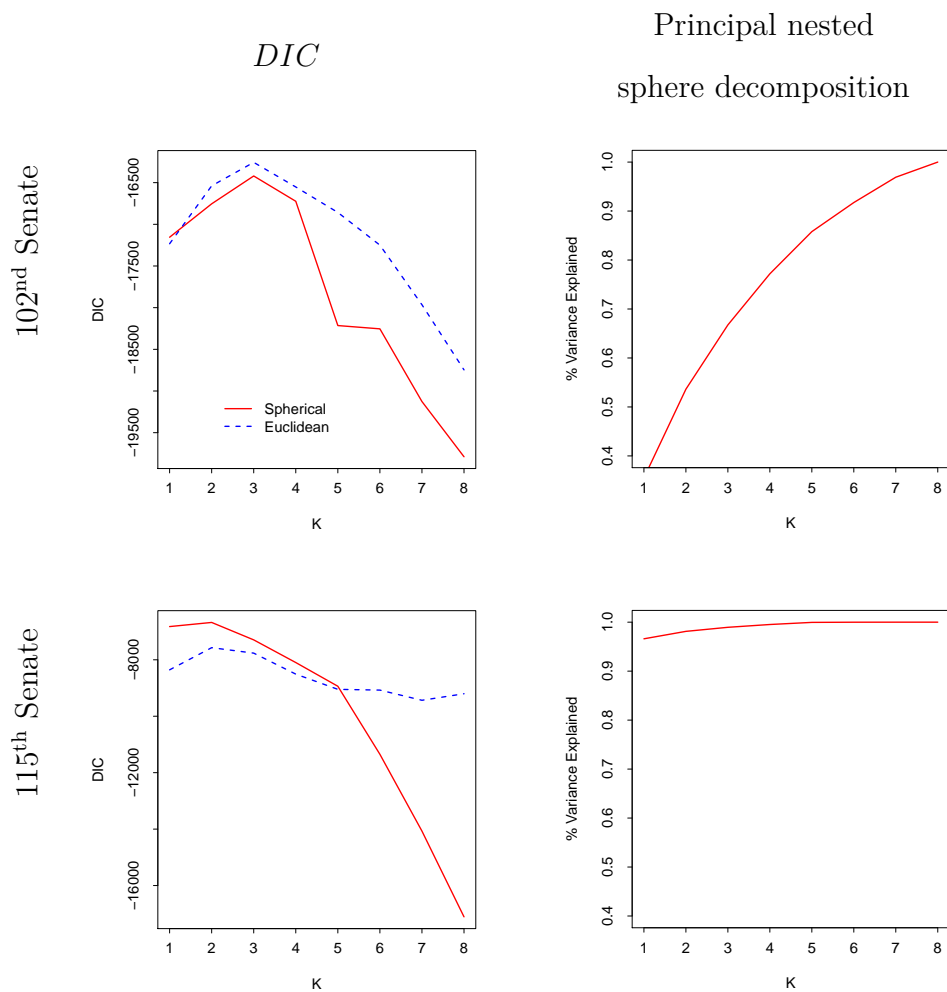 DIC
Principal nested
sphere decomposition
102nd Senate
DIC
−16500
−17500
−18500
−19500
Spherical
Euclidean
1 2 3 4 5 6 7 8
K
% Variance Explained
1.0
0.9
0.8
0.7
0.6
0.5
0.4
1 2 3 4 5 6 7 8
K
115th Senate
DIC
−8000
−12000
−16000
1 2 3 4 5 6 7 8
K
% Variance Explained
1.0
0.9
0.8
0.7
0.6
0.5
0.4
1 2 3 4 5 6 7 8
K